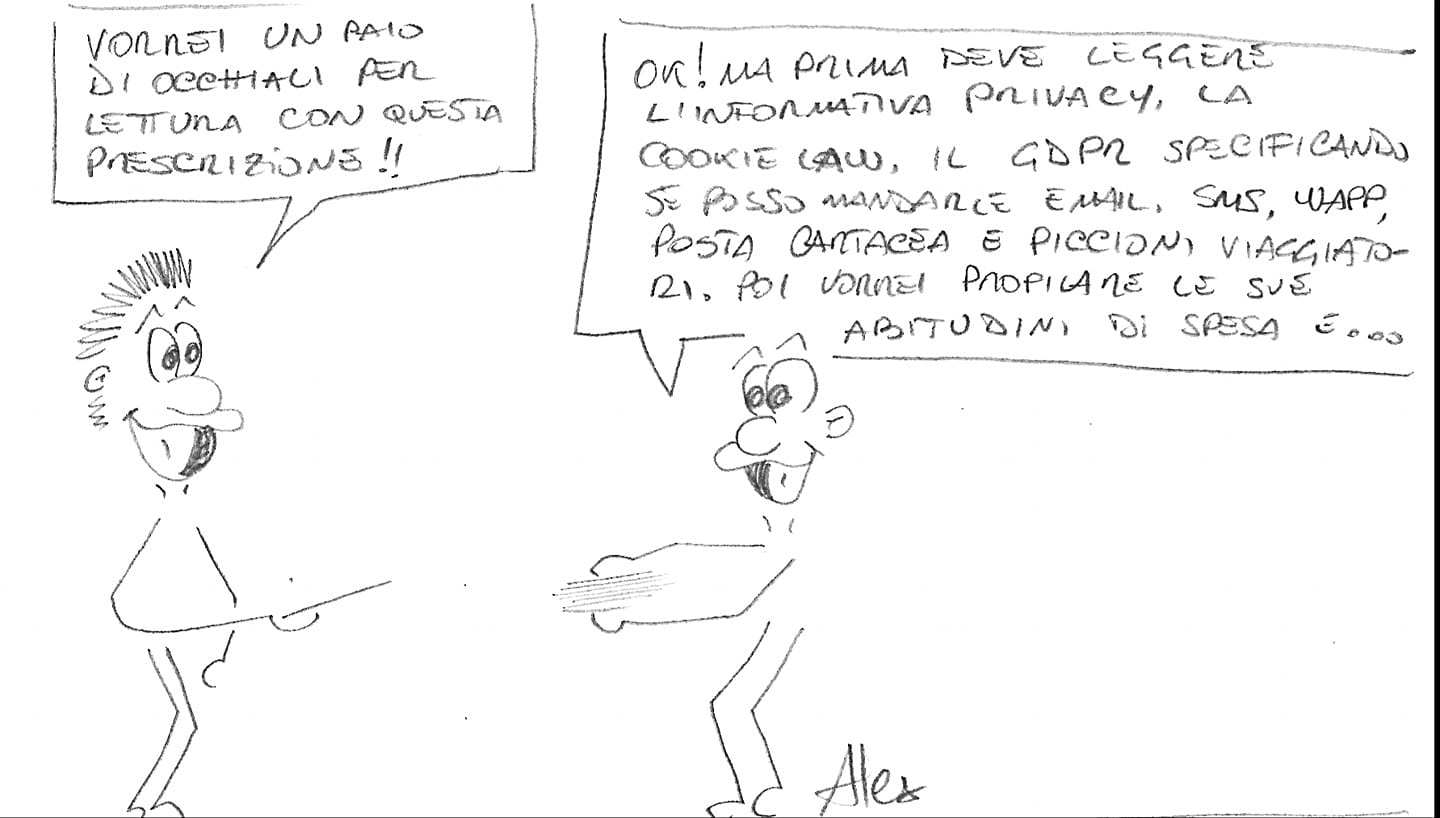 VORREI UN PAIO
DI OCCHIALI PER
LETTURA CON QUESTA
PRESCRIZIONE!!
OK! MA PRIMA DEVE LEGGERE
L'INFORMATIVA PRIVACY, LA
COOKIE LAW, IL GDPR SPECIFICANDO
SE POSSO MANDARLE EMAIL, SMS, WAPP,
POSTA CARTACEA E PICCIONI VIAGGIATO-
RI. POI VORREI PROFILARE LE SUE
ABITUDINI DI SPESA E....
Alex